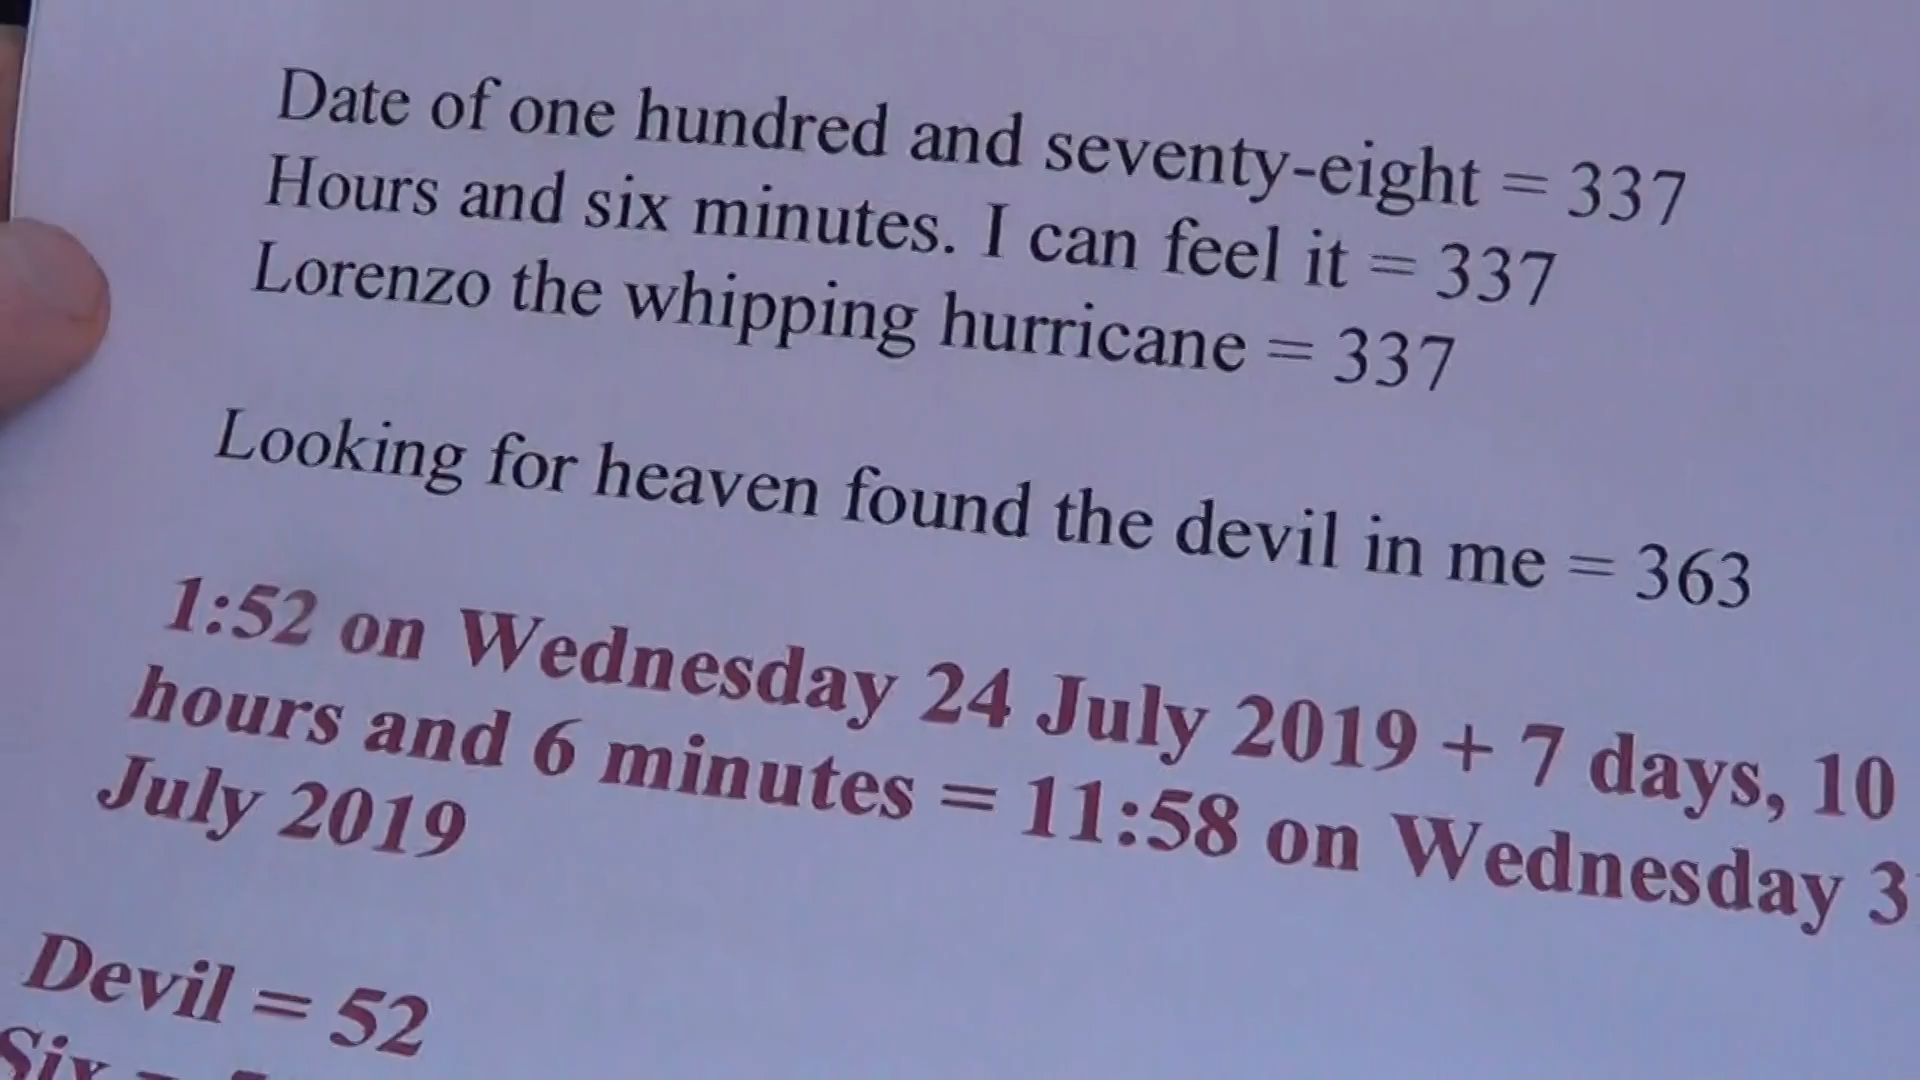 Date of one hundred and seventy-eight = 337
Hours and six minutes. I can feel it = 337
Lorenzo the whipping hurricane = 337
Looking for heaven found the devil in me = 363
1:52 on Wednesday 24 July 2019 + 7 days, 10
hours and 6 minutes = 11:58 on Wednesday 3
July 2019
Devil = 52
Six =